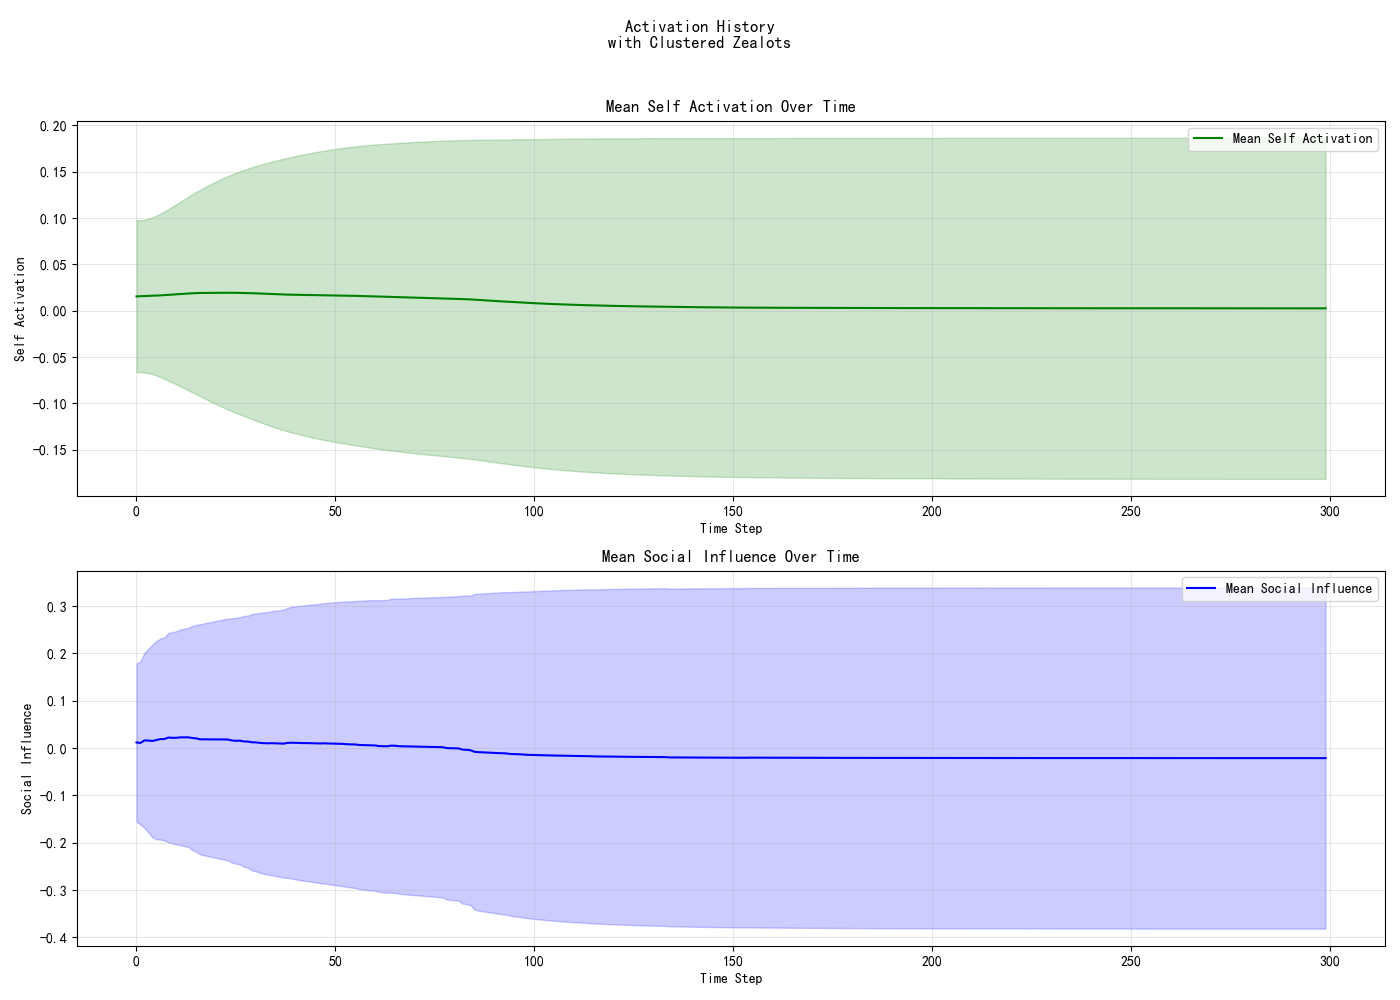 Activation History
with Clustered Zealots
Mean Self Activation Over Time
Mean Self Activation
Self Activation
0.20
0.15
0.10
0.05
0.00
−0.05
−0.10
−0.15
0 50 100 150 200 250 300
Time Step
Mean Social Influence Over Time
Mean Social Influence
Social Influence
0.3
0.2
0.1
0.0
−0.1
−0.2
−0.3
−0.4
0 50 100 150 200 250 300
Time Step